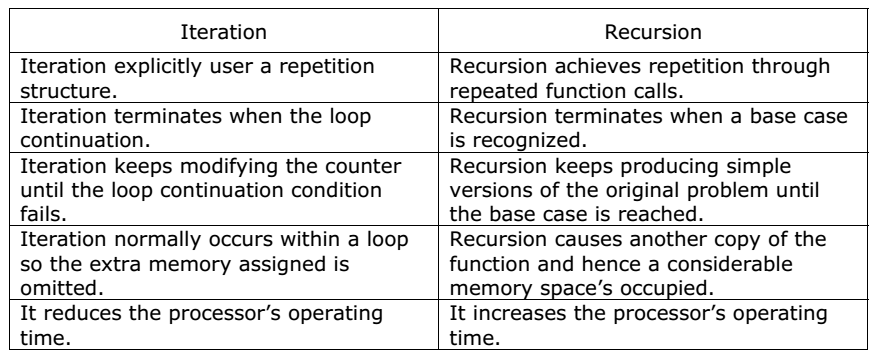 Iteration
Recursion
Iteration explicitly user a repetition
structure.
Recursion achieves repetition through
repeated function calls.
Iteration terminates when the loop
continuation.
Recursion terminates when a base case
is recognized.
Iteration keeps modifying the counter
until the loop continuation condition
fails.
Recursion keeps producing simple
versions of the original problem until
the base case is reached.
Iteration normally occurs within a loop
so the extra memory assigned is
omitted.
Recursion causes another copy of the
function and hence a considerable
memory space's occupied.
It reduces the processor's operating
time.
It increases the processor's operating
time.